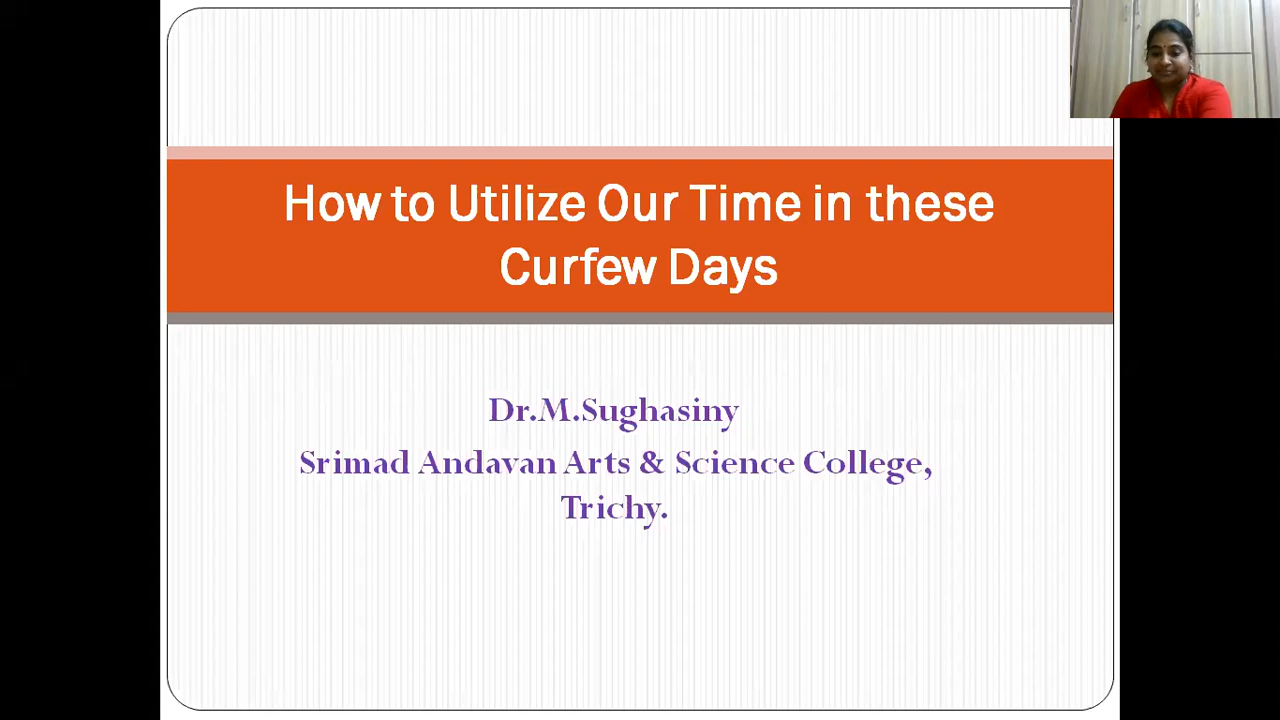 How to Utilize Our Time in these
Curfew Days
Dr.M.Sughasiny
Srimad Andavan Arts & Science College,
Trichy.